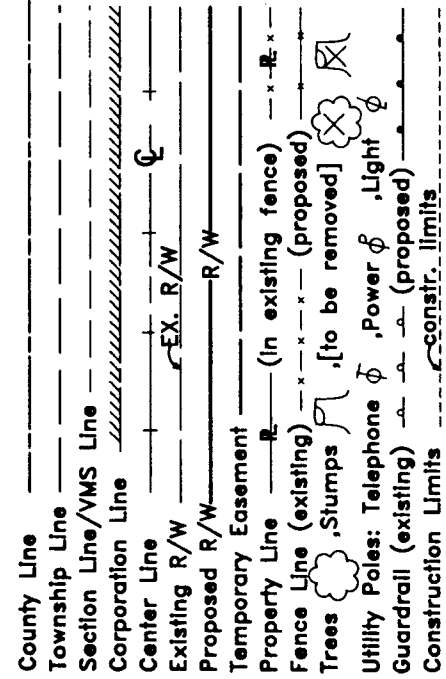 County Line
Township Line
Section Line/VMS Line
Corporation Line
Center Line ℄
Existing R/W EX. R/W
Proposed R/W R/W
Temporary Easement
Property Line ℙL (in existing fence) ℙL
Fence Line (existing) (proposed)
Trees ,Stumps ,[to be removed]
Utility Poles: Telephone ,Power ,Light
Guardrail (existing) (proposed)
Construction Limits constr. limits